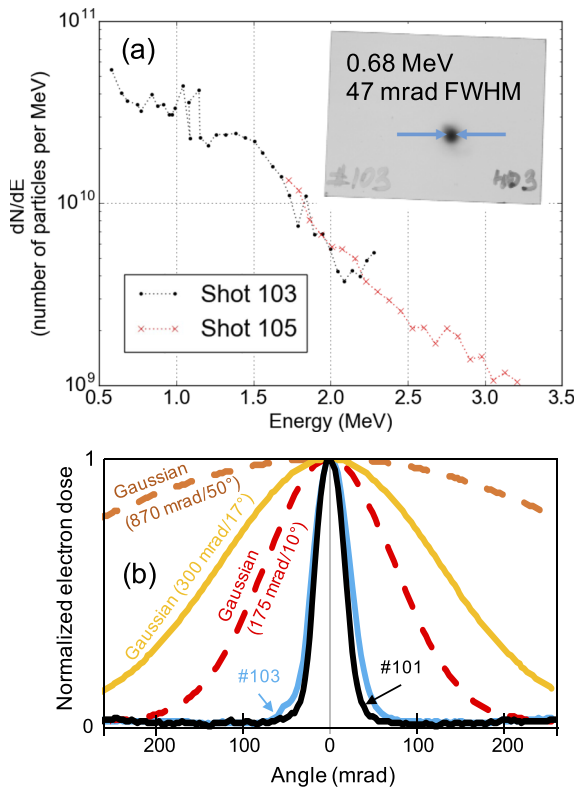 (a)
10¹¹
10¹⁰
10⁹
dN/dE
(number of particles per MeV)
0.68 MeV
47 mrad FWHM
#103
HD3
Shot 103
Shot 105
0.5 1.0 1.5 2.0 2.5 3.0 3.5
Energy (MeV)
1
0
Normalized electron dose
Gaussian
(870 mrad/50°)
Gaussian (300 mrad/17°)
Gaussian
(175 mrad/10°)
(b)
#103
#101
200 100 0 100 200
Angle (mrad)